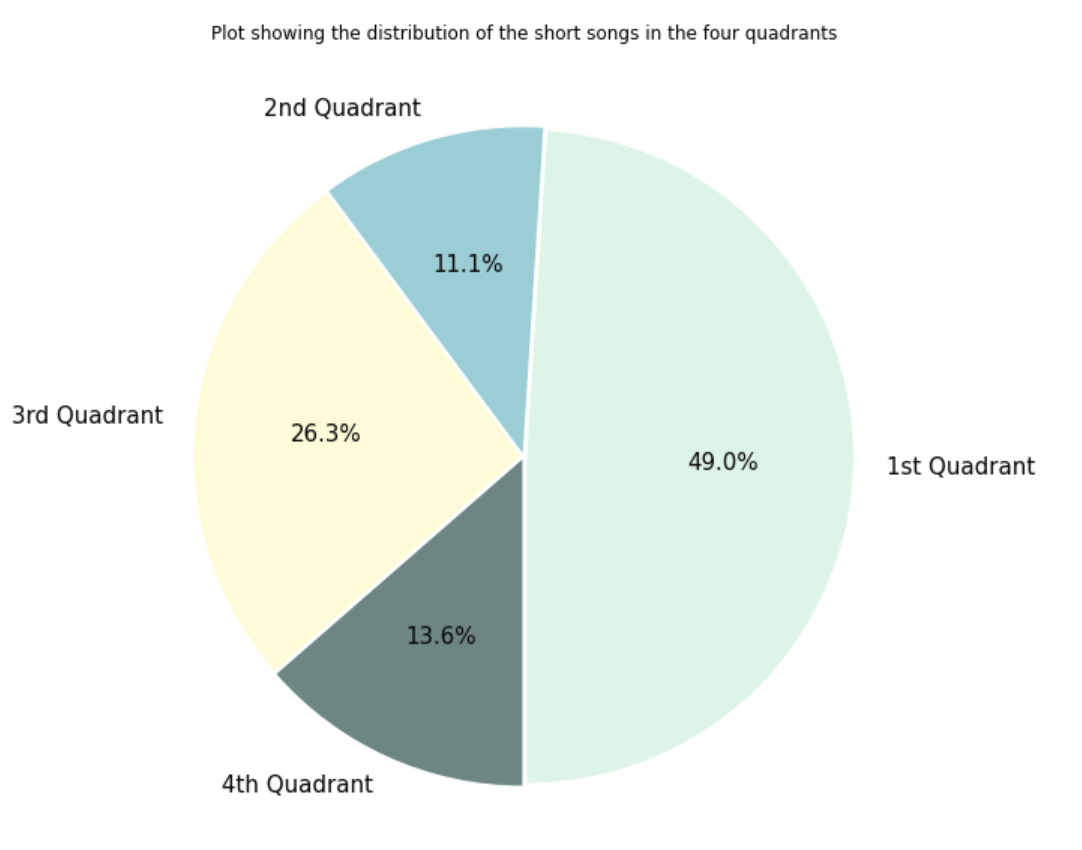 Plot showing the distribution of the short songs in the four quadrants
2nd Quadrant
11.1%
3rd Quadrant
26.3%
49.0%
1st Quadrant
13.6%
4th Quadrant